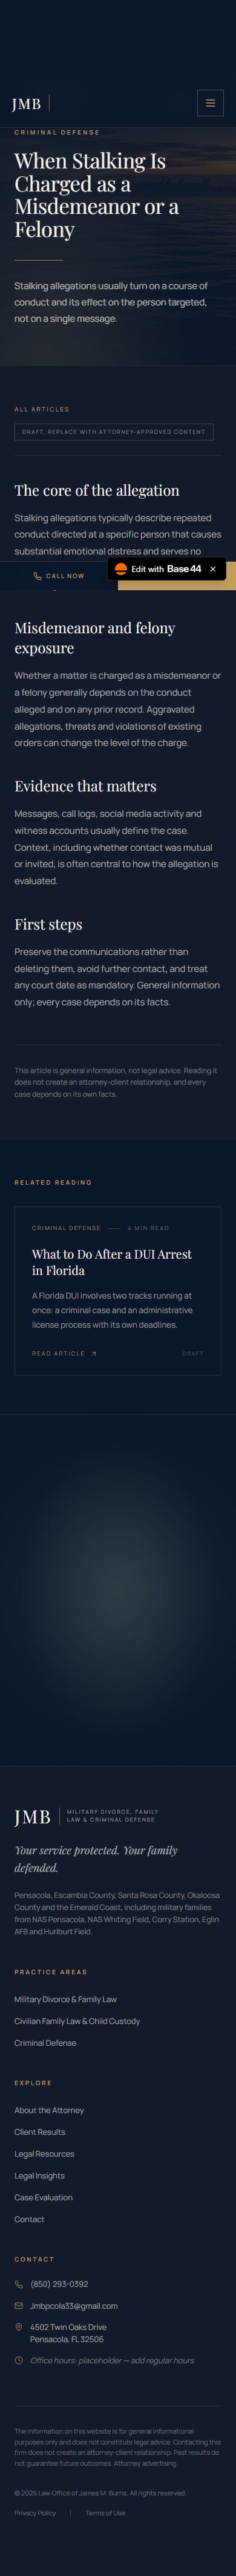 JMB
CRIMINAL DEFENSE
When Stalking Is
Charged as a
Misdemeanor or a
Felony
Stalking allegations usually turn on a course of
conduct and its effect on the person targeted,
not on a single message.
ALL ARTICLES
DRAFT, REPLACE WITH ATTORNEY-APPROVED CONTENT
The core of the allegation
Stalking allegations typically describe repeated
conduct directed at a specific person that causes
substantial emotional distress and serves no
CALL NOW
Edit with Base44 ×
Misdemeanor and felony
exposure
Whether a matter is charged as a misdemeanor or
a felony generally depends on the conduct
alleged and on any prior record. Aggravated
allegations, threats and violations of existing
orders can change the level of the charge.
Evidence that matters
Messages, call logs, social media activity and
witness accounts usually define the case.
Context, including whether contact was mutual
or invited, is often central to how the allegation is
evaluated.
First steps
Preserve the communications rather than
deleting them, avoid further contact, and treat
any court date as mandatory. General information
only; every case depends on its facts.
This article is general information, not legal advice. Reading it
does not create an attorney-client relationship, and every
case depends on its own facts.
RELATED READING
CRIMINAL DEFENSE — 4 MIN READ
What to Do After a DUI Arrest
in Florida
A Florida DUI involves two tracks running at
once: a criminal case and an administrative
license process with its own deadlines.
READ ARTICLE
DRAFT
JMB
MILITARY DIVORCE, FAMILY
LAW & CRIMINAL DEFENSE
Your service protected. Your family
defended.
Pensacola, Escambia County, Santa Rosa County, Okaloosa
County and the Emerald Coast, including military families
from NAS Pensacola, NAS Whiting Field, Corry Station, Eglin
AFB and Hurlburt Field.
PRACTICE AREAS
Military Divorce & Family Law
Civilian Family Law & Child Custody
Criminal Defense
EXPLORE
About the Attorney
Client Results
Legal Resources
Legal Insights
Case Evaluation
Contact
CONTACT
(850) 293-0392
Jmbpcola33@gmail.com
4502 Twin Oaks Drive
Pensacola, FL 32506
Office hours: placeholder — add regular hours
The information on this website is for general informational
purposes only and does not constitute legal advice. Contacting this
firm does not create an attorney-client relationship. Past results do
not guarantee future outcomes. Attorney advertising.
© 2026 Law Office of James M. Burns. All rights reserved.
Privacy Policy | Terms of Use